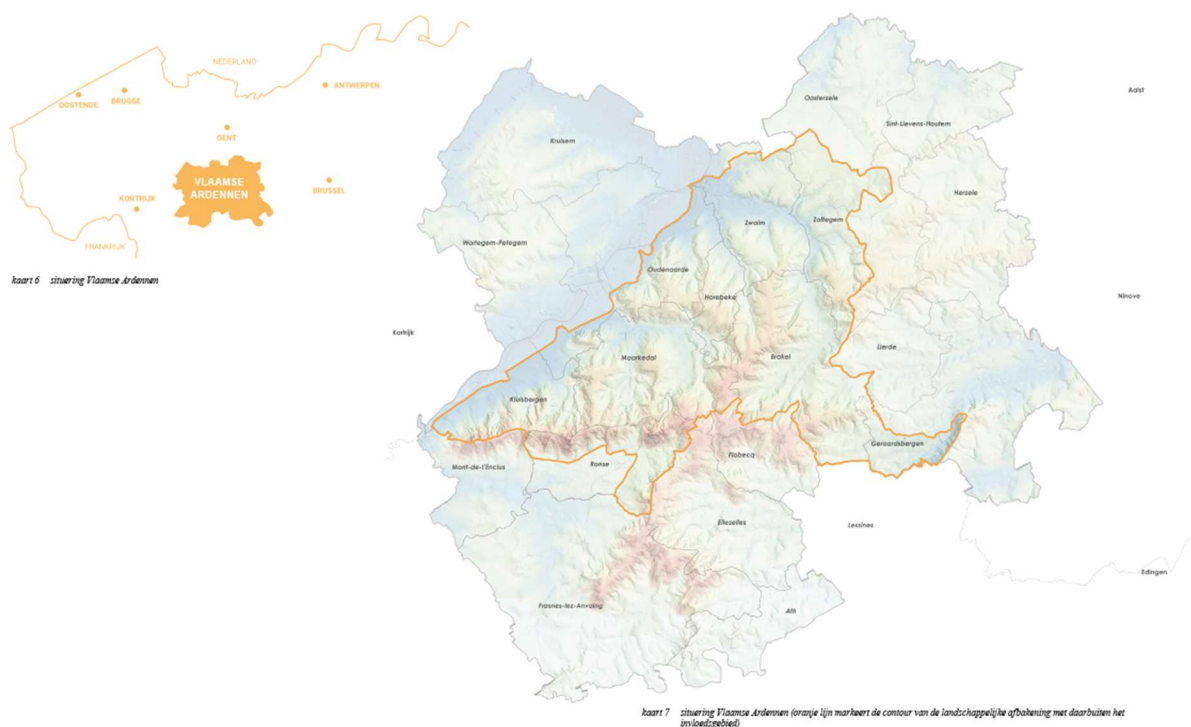 NEDERLAND
ANTWERPEN
OOSTENDE
BRUGGE
GENT
VLAAMSE
ARDENNEN
BRUSSEL
KORTRIJK
FRANKRIJK
kaart 6 situering Vlaamse Ardennen
Oosterzele
Aalst
Sint-Lievens-Houtem
Kruisem
Herzele
Zwalm
Zottegem
Wortegem-Petegem
Oudenaarde
Horebeke
Ninove
Kortrijk
Lierde
Maarkedal
Brakel
Kluisbergen
Geraardsbergen
Flobecq
Mont-de-l'Enclus
Ronse
Ellezelles
Lessines
Edingen
Frasnes-lez-Anvaing
Ath
kaart 7 situering Vlaamse Ardennen (oranje lijn markeert de contour van de landschappelijke afbakening met daarbuiten het
invloedsgebied)